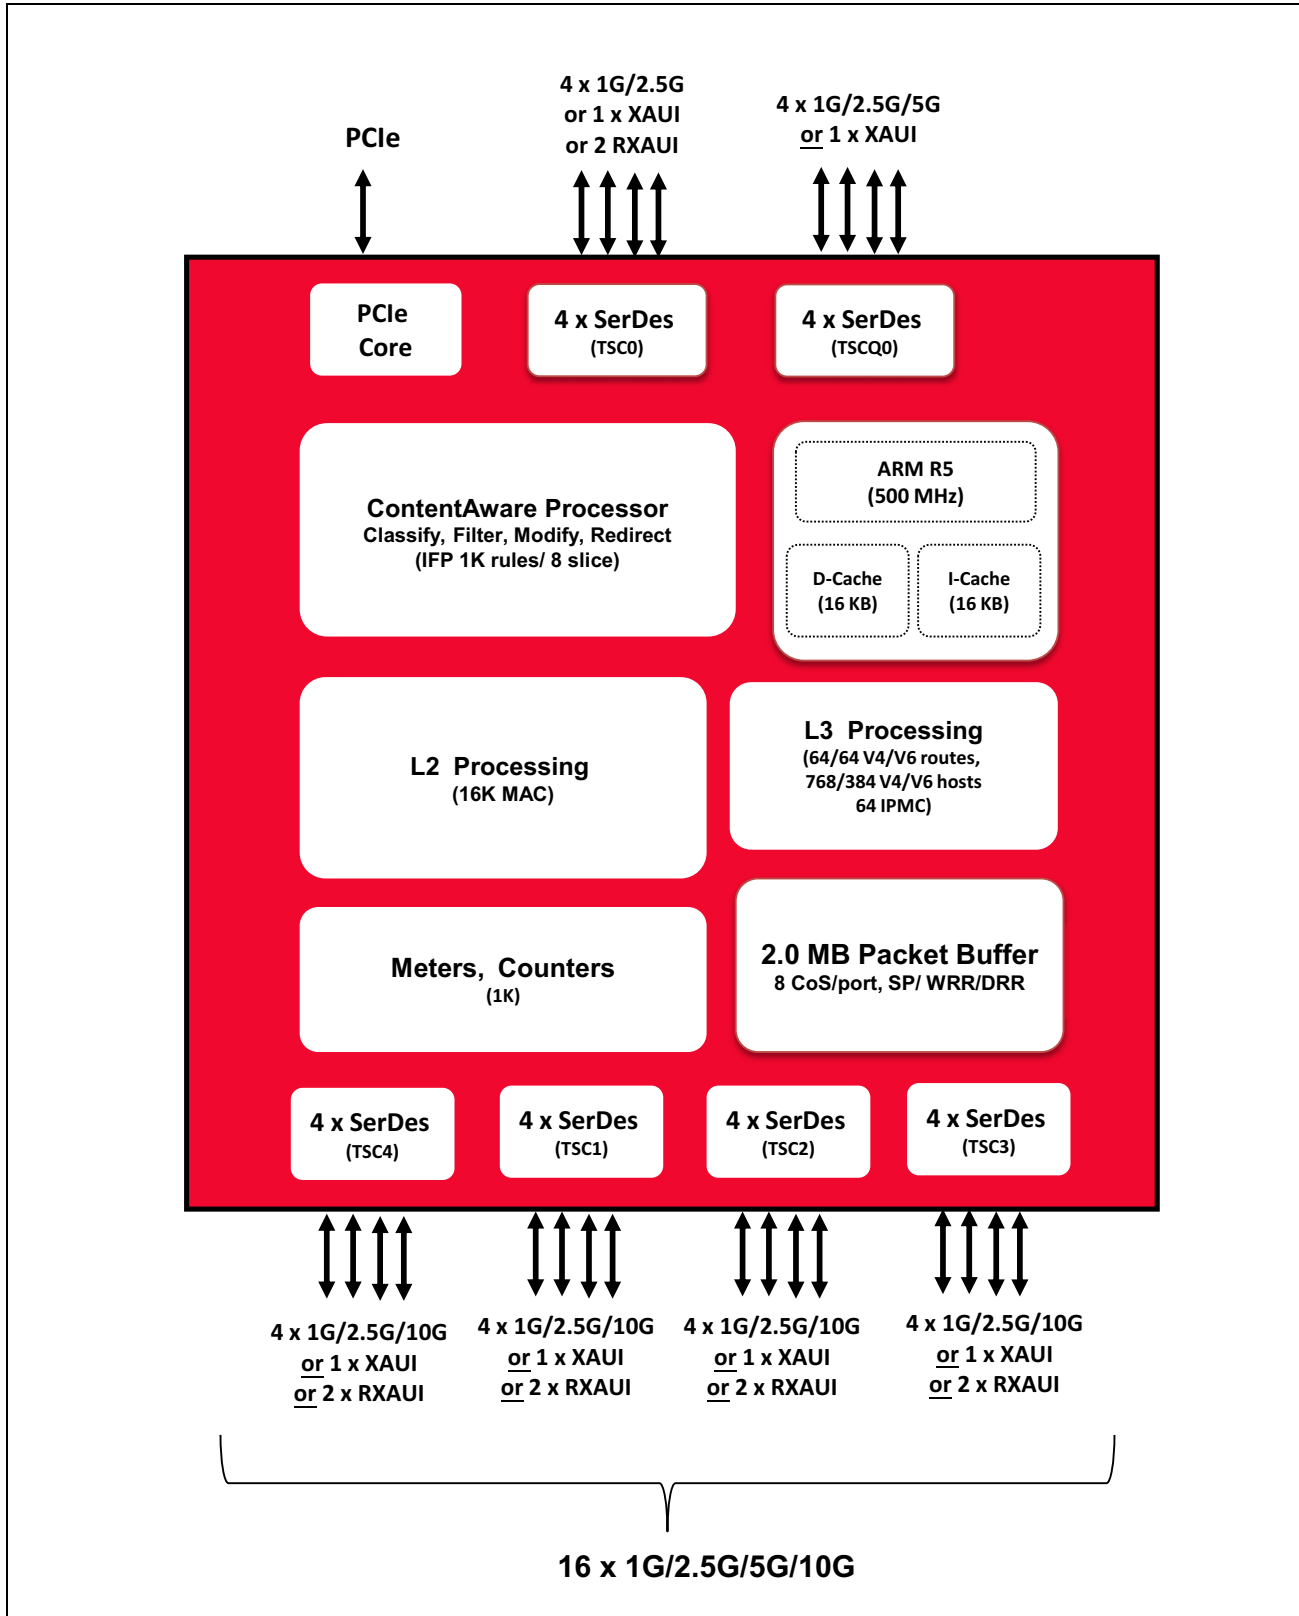 PCIe
4 x 1G/2.5G
or 1 x XAUI
or 2 RXAUI
4 x 1G/2.5G/5G
or 1 x XAUI
PCIe
Core
4 x SerDes
(TSC0)
4 x SerDes
(TSCQ0)
ContentAware Processor
Classify, Filter, Modify, Redirect
(IFP 1K rules/ 8 slice)
ARM R5
(500 MHz)
D-Cache
(16 KB)
I-Cache
(16 KB)
L2 Processing
(16K MAC)
L3 Processing
(64/64 V4/V6 routes,
768/384 V4/V6 hosts
64 IPMC)
Meters, Counters
(1K)
2.0 MB Packet Buffer
8 CoS/port, SP/ WRR/DRR
4 x SerDes
(TSC4)
4 x SerDes
(TSC1)
4 x SerDes
(TSC2)
4 x SerDes
(TSC3)
4 x 1G/2.5G/10G
or 1 x XAUI
or 2 x RXAUI
4 x 1G/2.5G/10G
or 1 x XAUI
or 2 x RXAUI
4 x 1G/2.5G/10G
or 1 x XAUI
or 2 x RXAUI
4 x 1G/2.5G/10G
or 1 x XAUI
or 2 x RXAUI
16 x 1G/2.5G/5G/10G